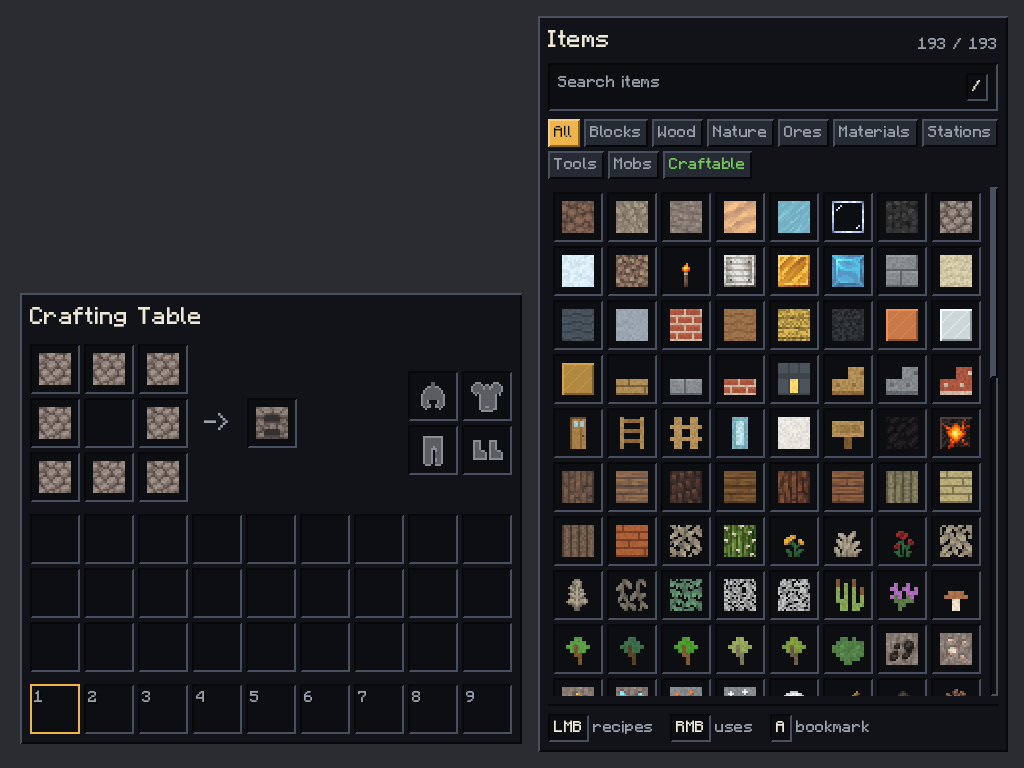 Items
193 / 193
Search items
/
All Blocks Wood Nature Ores Materials Stations
Tools Mobs Craftable
Crafting Table
->
1 2 3 4 5 6 7 8 9
LMB recipes RMB uses A bookmark